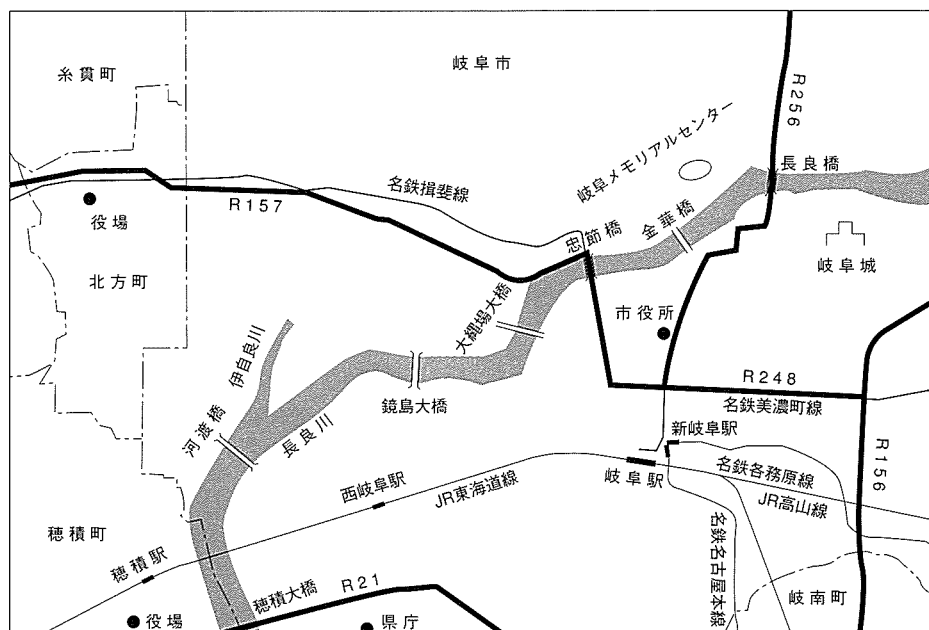 糸貫町
岐阜市
R256
岐阜メモリアルセンター
長良橋
名鉄揖斐線
R157
役場
忠節橋
金華橋
岐阜城
北方町
大縄場大橋
市役所
伊自良川
鏡島大橋
R248
名鉄美濃町線
河渡橋
長良川
新岐阜駅
R156
西岐阜駅
JR東海道線
岐阜駅
名鉄各務原線
JR高山線
穂積町
穂積駅
名鉄名古屋本線
穂積大橋
R21
岐南町
役場
県庁